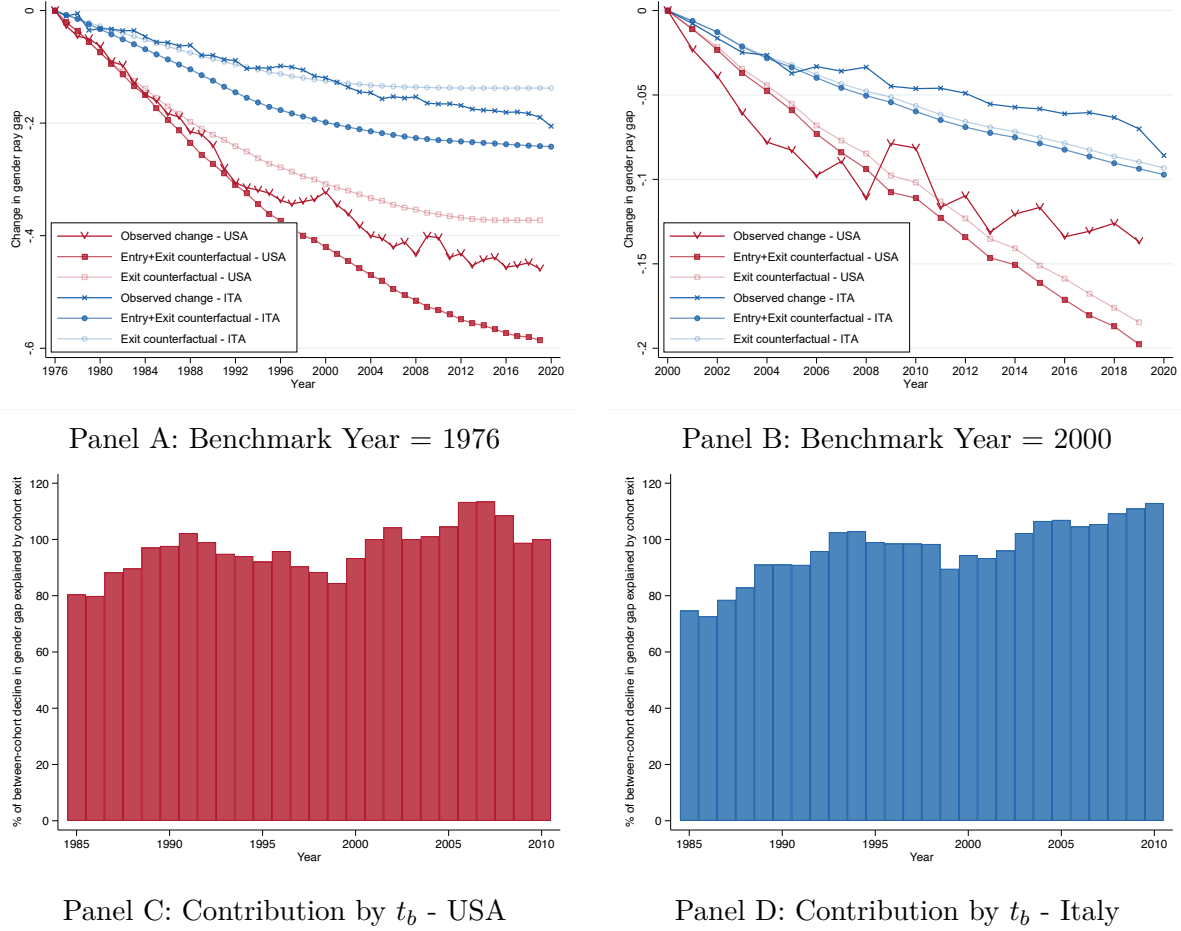 Change in gender pay gap
0
-.2
-.4
-.6
Observed change - USA
Entry+Exit counterfactual - USA
Exit counterfactual - USA
Observed change - ITA
Entry+Exit counterfactual - ITA
Exit counterfactual - ITA
1976 1980 1984 1988 1992 1996 2000 2004 2008 2012 2016 2020
Year
Panel A: Benchmark Year = 1976
Change in gender pay gap
0
-.05
-.1
-.15
-.2
Observed change - USA
Entry+Exit counterfactual - USA
Exit counterfactual - USA
Observed change - ITA
Entry+Exit counterfactual - ITA
Exit counterfactual - ITA
2000 2002 2004 2006 2008 2010 2012 2014 2016 2018 2020
Year
Panel B: Benchmark Year = 2000
% of between-cohort decline in gender gap explained by cohort exit
120
100
80
60
40
20
0
1985 1990 1995 2000 2005 2010
Year
Panel C: Contribution by t_b - USA
% of between-cohort decline in gender gap explained by cohort exit
120
100
80
60
40
20
0
1985 1990 1995 2000 2005 2010
Year
Panel D: Contribution by t_b - Italy